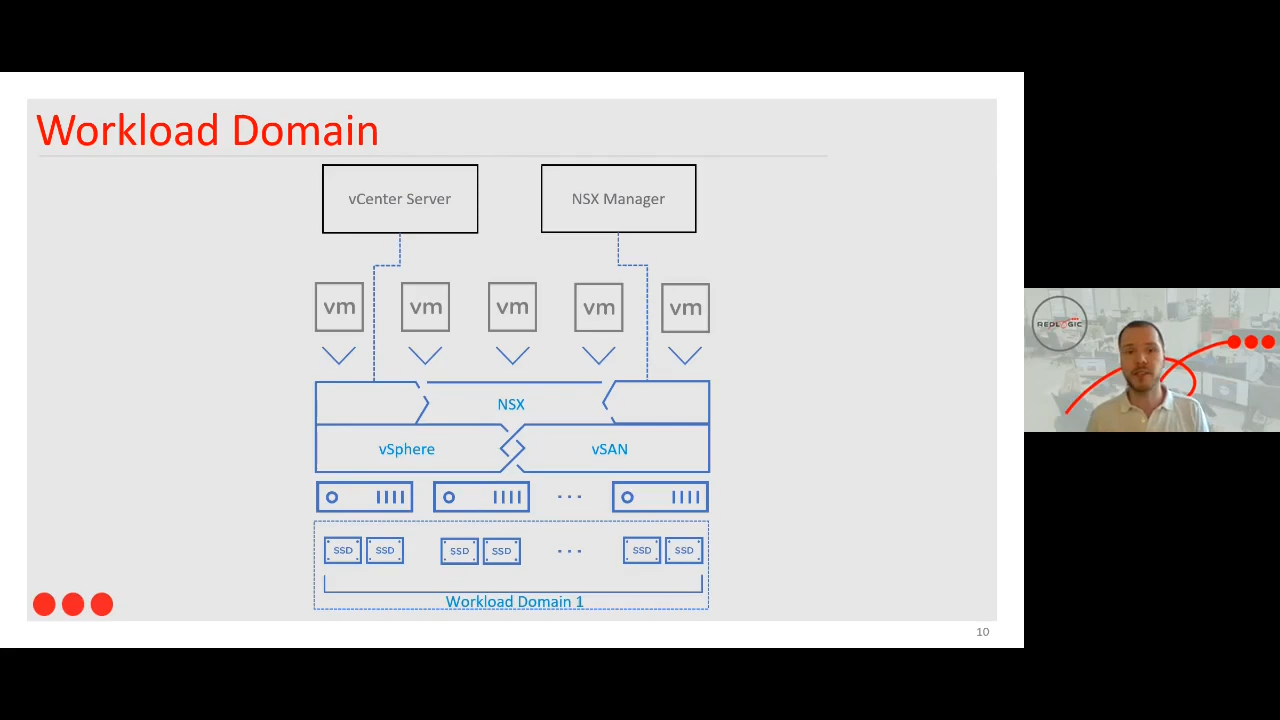 Workload Domain
vCenter Server
NSX Manager
vm vm vm vm vm
NSX
vSphere
vSAN
SSD SSD SSD SSD SSD SSD
Workload Domain 1
10
REDLOGIC